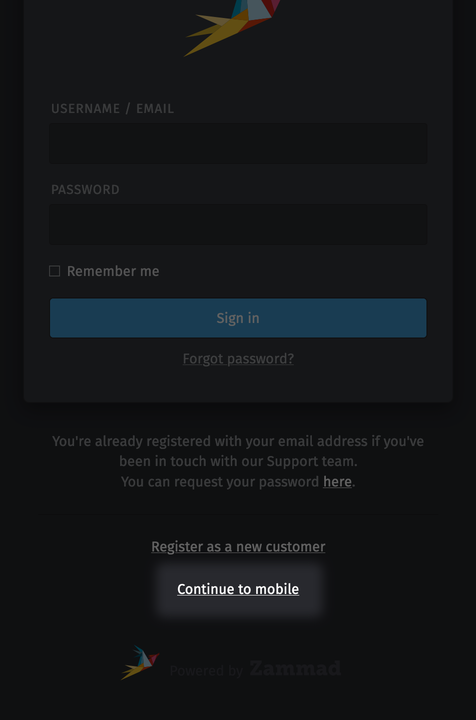 USERNAME / EMAIL
PASSWORD
Remember me
Sign in
Forgot password?
You're already registered with your email address if you've
been in touch with our Support team.
You can request your password here.
Register as a new customer
Continue to mobile
Powered by Zammad